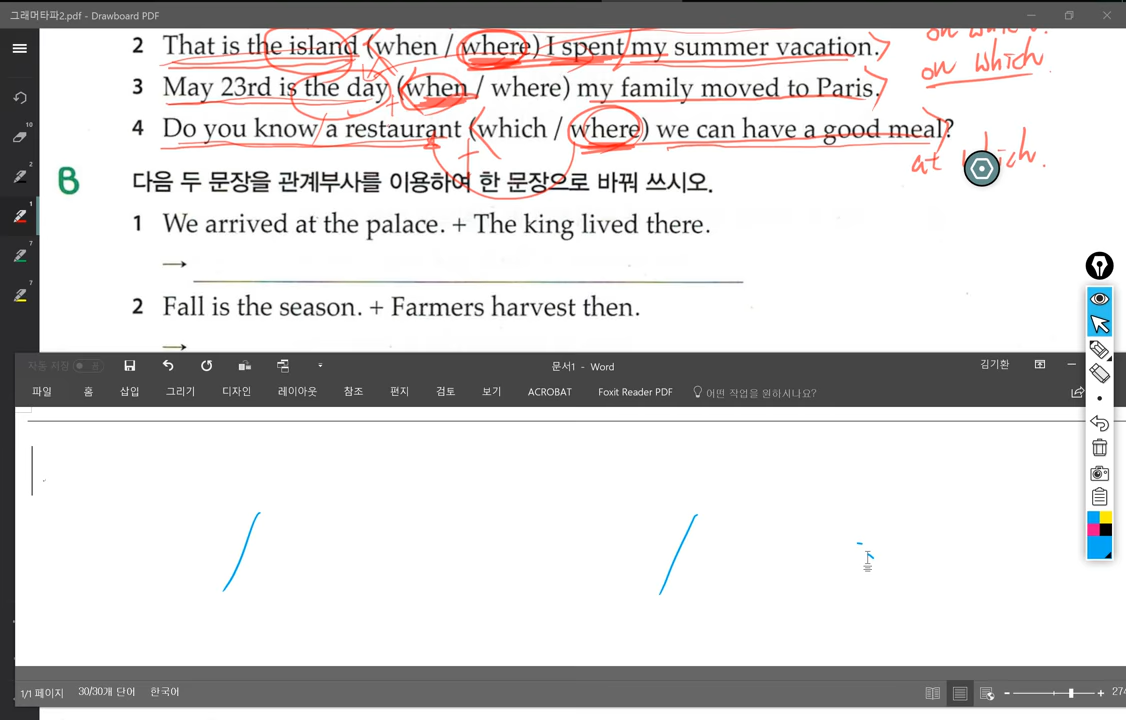 그래머타파2.pdf - Drawboard PDF
on which.
2 That is the island (when / where) I spent my summer vacation.
on which.
3 May 23rd is the day (when / where) my family moved to Paris.
4 Do you know a restaurant (which / where) we can have a good meal?
at which.
B 다음 두 문장을 관계부사를 이용하여 한 문장으로 바꿔 쓰시오.
1 We arrived at the palace. + The king lived there.
→
2 Fall is the season. + Farmers harvest then.
→
10
2
1
7
7
자동 저장 문서1 - Word 김기환
파일 홈 삽입 그리기 디자인 레이아웃 참조 편지 검토 보기 ACROBAT Foxit Reader PDF 어떤 작업을 원하시나요?
1/1 페이지 30/30개 단어 한국어 274